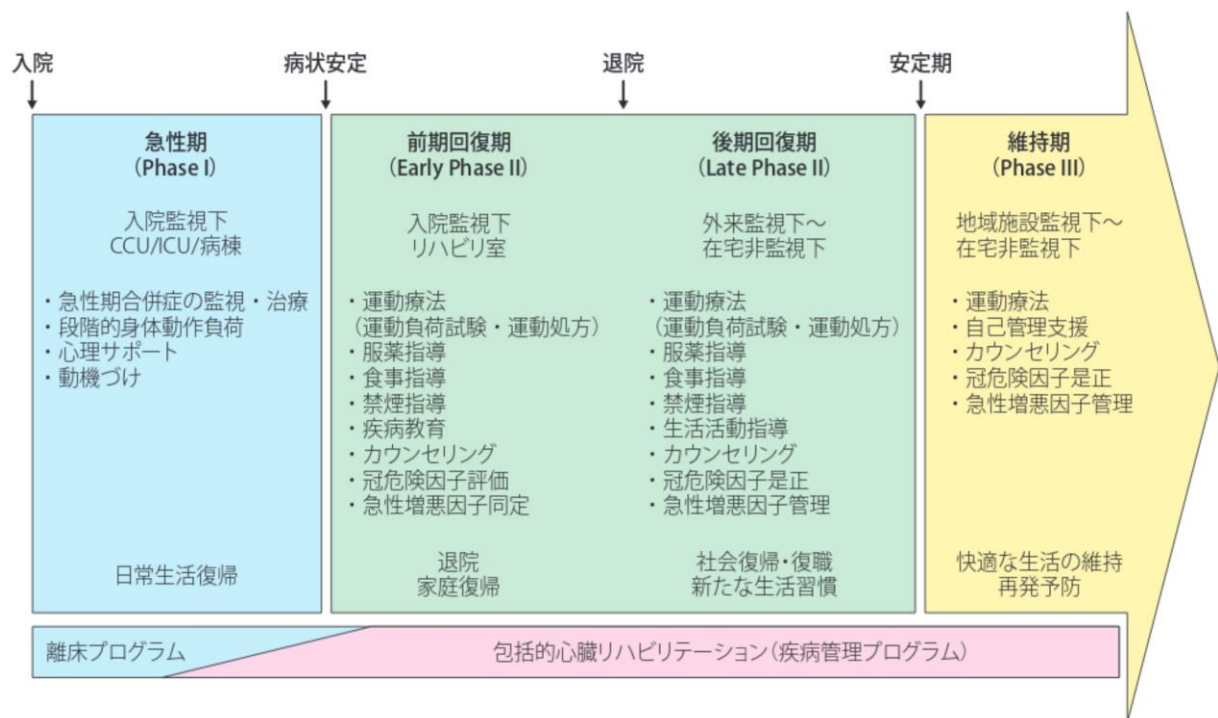 入院
病状安定
退院
安定期
急性期
(Phase I)
入院監視下
CCU/ICU/病棟
・急性期合併症の監視・治療
・段階的身体動作負荷
・心理サポート
・動機づけ
日常生活復帰
前期回復期
(Early Phase II)
入院監視下
リハビリ室
・運動療法
（運動負荷試験・運動処方）
・服薬指導
・食事指導
・禁煙指導
・疾病教育
・カウンセリング
・冠危険因子評価
・急性増悪因子同定
退院
家庭復帰
後期回復期
(Late Phase II)
外来監視下～
在宅非監視下
・運動療法
（運動負荷試験・運動処方）
・服薬指導
・食事指導
・禁煙指導
・生活活動指導
・カウンセリング
・冠危険因子是正
・急性増悪因子管理
社会復帰・復職
新たな生活習慣
維持期
(Phase III)
地域施設監視下～
在宅非監視下
・運動療法
・自己管理支援
・カウンセリング
・冠危険因子是正
・急性増悪因子管理
快適な生活の維持
再発予防
離床プログラム
包括的心臓リハビリテーション（疾病管理プログラム）